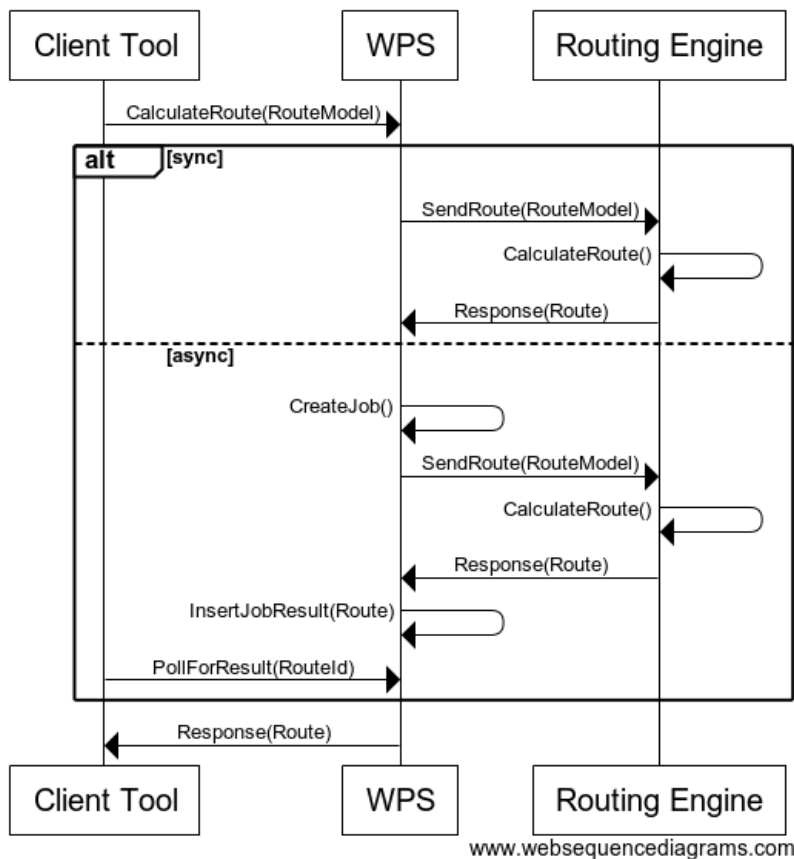 Client Tool
WPS
Routing Engine
CalculateRoute(RouteModel)
alt
[sync]
SendRoute(RouteModel)
CalculateRoute()
Response(Route)
[async]
CreateJob()
SendRoute(RouteModel)
CalculateRoute()
Response(Route)
InsertJobResult(Route)
PollForResult(RouteId)
Response(Route)
Client Tool
WPS
Routing Engine
www.websequencediagrams.com